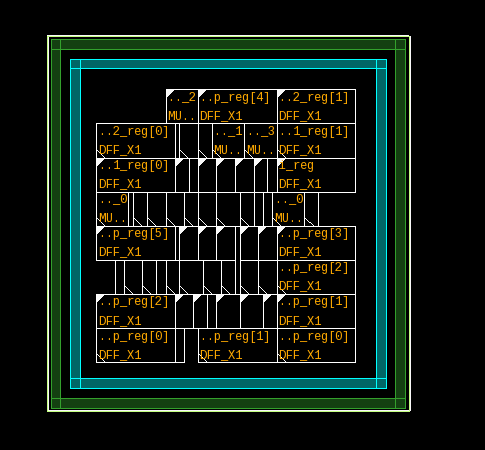 .._2 ..p_reg[4] ..2_reg[1]
MU.. DFF_X1 DFF_X1
..2_reg[0] .._1 .._3 ..1_reg[1]
DFF_X1 MU.. MU.. DFF_X1
..1_reg[0] 1_reg
DFF_X1 DFF_X1
.._0 .._0
MU.. MU..
..p_reg[5] ..p_reg[3]
DFF_X1 DFF_X1
..p_reg[2]
DFF_X1
..p_reg[2] ..p_reg[1]
DFF_X1 DFF_X1
..p_reg[0] ..p_reg[1] ..p_reg[0]
DFF_X1 DFF_X1 DFF_X1